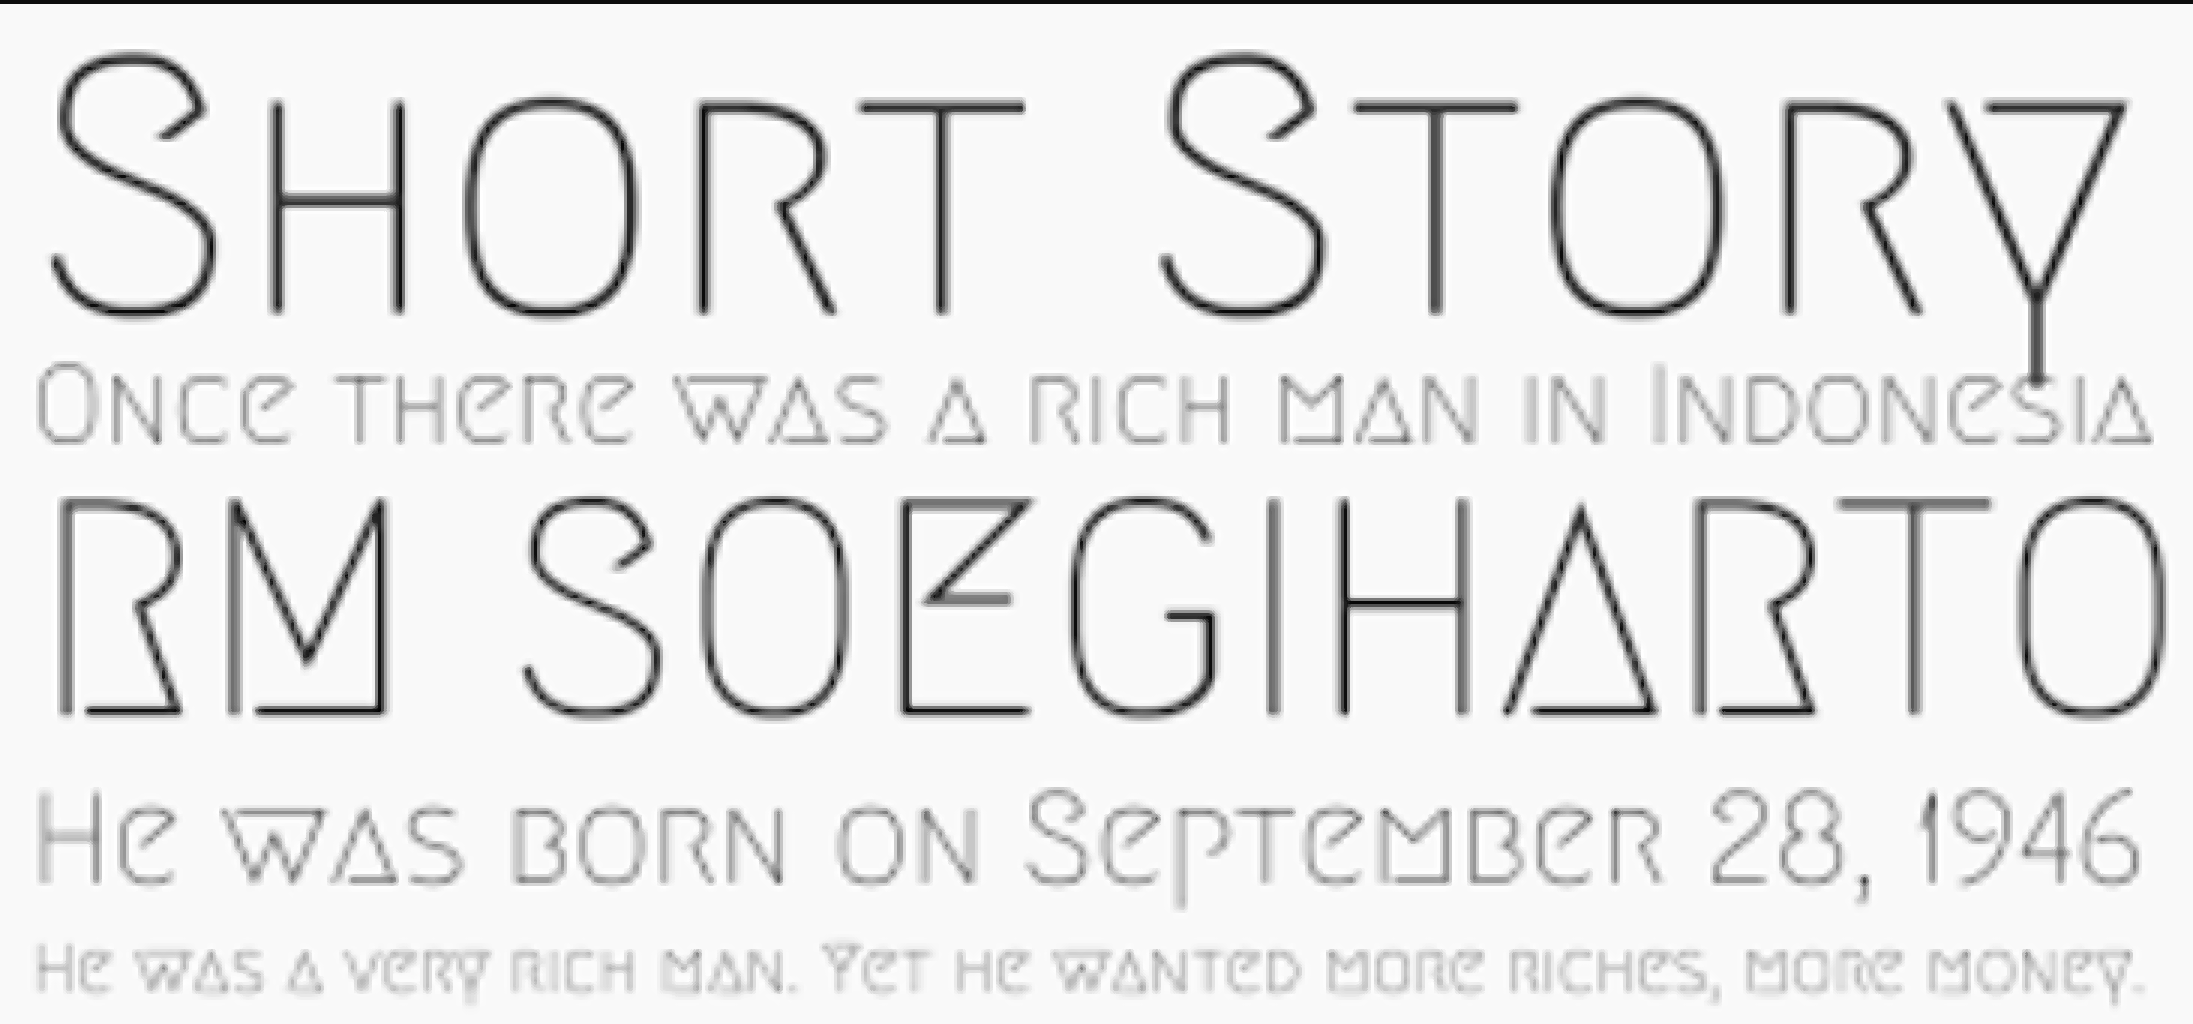 Short Story
Once there was a rich man in Indonesia
RM SOEGIHARTO
He was born on September 28, 1946
He was a very rich man. Yet he wanted more riches, more money.